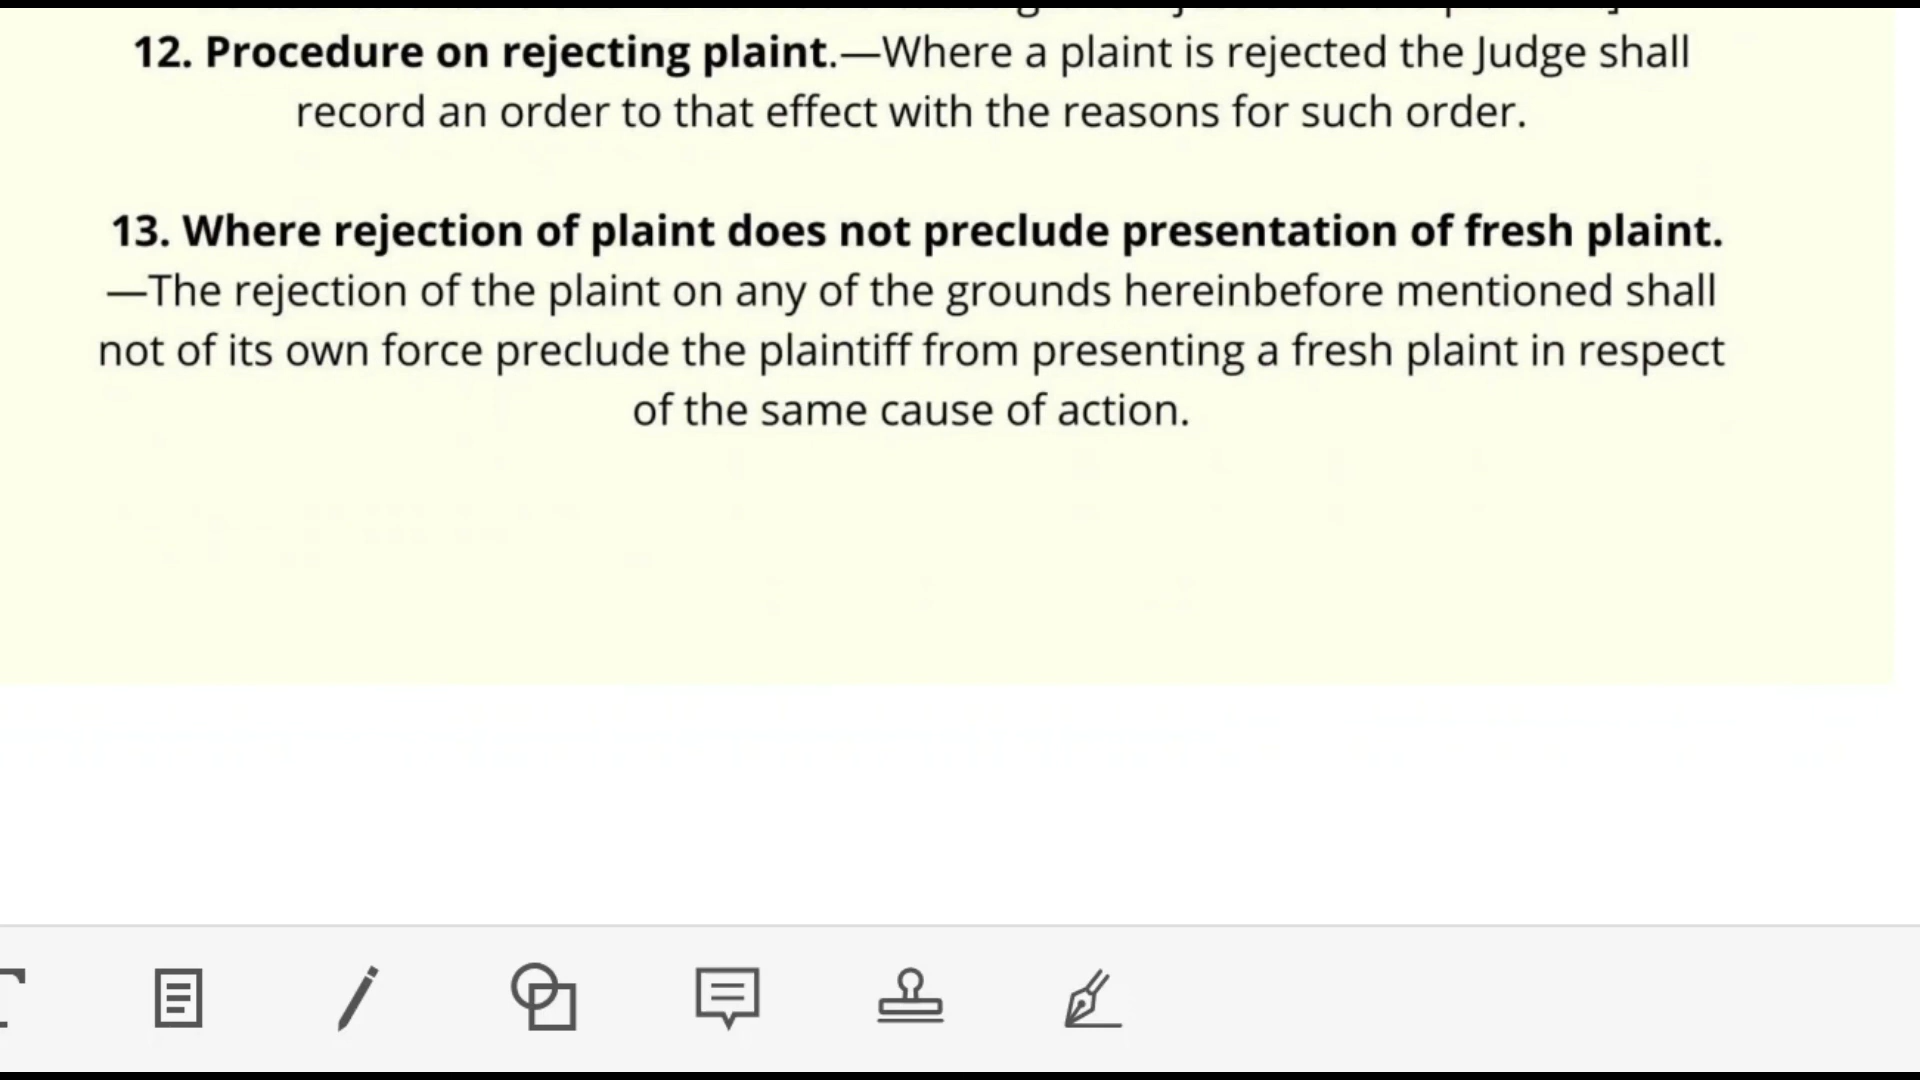 12. Procedure on rejecting plaint.—Where a plaint is rejected the Judge shall
record an order to that effect with the reasons for such order.
13. Where rejection of plaint does not preclude presentation of fresh plaint.
—The rejection of the plaint on any of the grounds hereinbefore mentioned shall
not of its own force preclude the plaintiff from presenting a fresh plaint in respect
of the same cause of action.